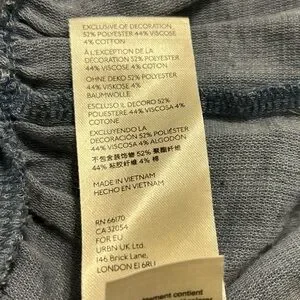 EXCLUSIVE OF DECORATION
52% POLYESTER 44% VISCOSE
4% COTTON
À L'EXCEPTION DE LA
DÉCORATION 52% POLYESTER
44% VISCOSE 4% COTON
OHNE DEKO 52% POLYESTER
44% VISKOSE 4%
BAUMWOLLE
ESCLUSO IL DECORO 52%
POLIESTERE 44% VISCOSA 4%
COTONE
EXCLUYENDO LA
DECORACIÓN 52% POLIÉSTER
44% VISCOSA 4% ALGODÓN
不包含装饰物 52% 聚酯纤维
44% 粘胶纤维 4% 棉
MADE IN VIETNAM
HECHO EN VIETNAM
RN 66170
CA 32054
FOR EU
URBN UK Ltd.
146 Brick Lane,
LONDON E1 6RU
contient